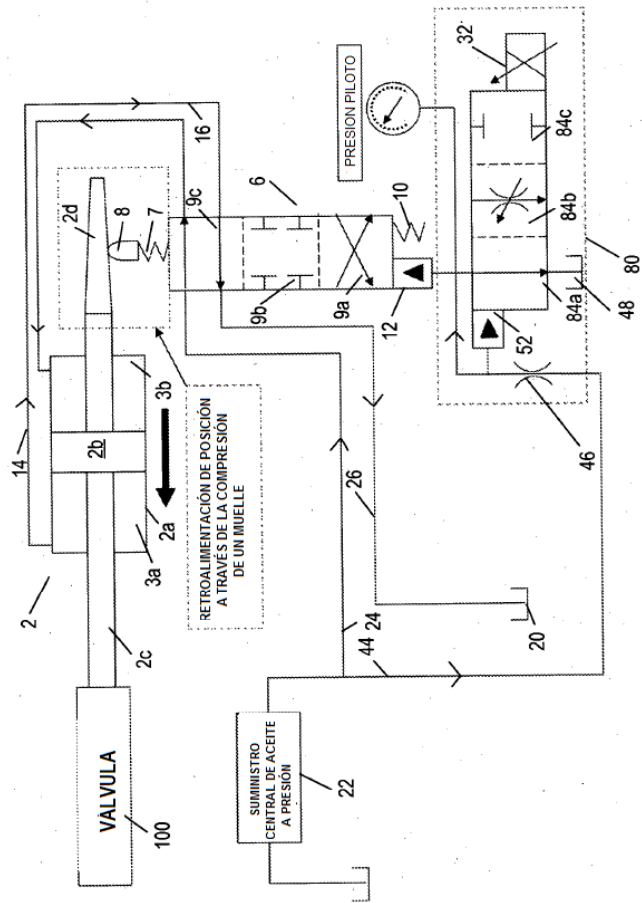 VÁLVULA
100
2
2c
14
3a
2a
2b
3b
2d
8
7
16
RETROALIMENTACIÓN DE POSICIÓN
A TRAVÉS DE LA COMPRESIÓN
DE UN MUELLE
9c
6
9b
9a
10
12
PRESION PILOTO
32
84c
84b
84a
52
80
48
46
26
24
44
20
SUMINISTRO
CENTRAL DE ACEITE
A PRESIÓN
22